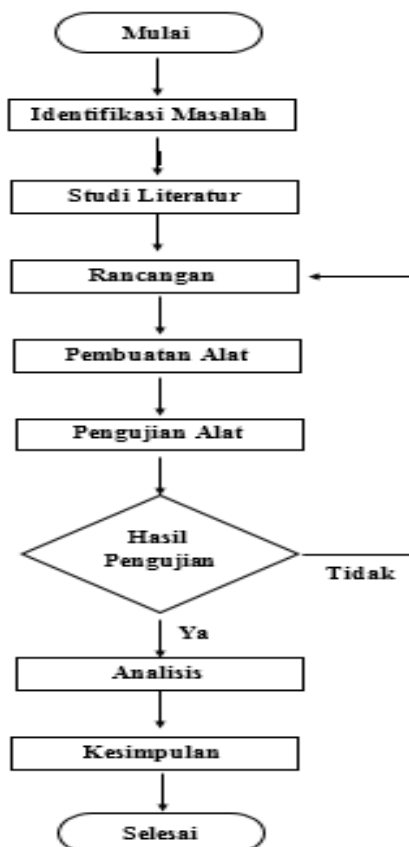 Mulai
Identifikasi Masalah
Studi Literatur
Rancangan
Pembuatan Alat
Pengujian Alat
Hasil
Pengujian
Tidak
Ya
Analisis
Kesimpulan
Selesai